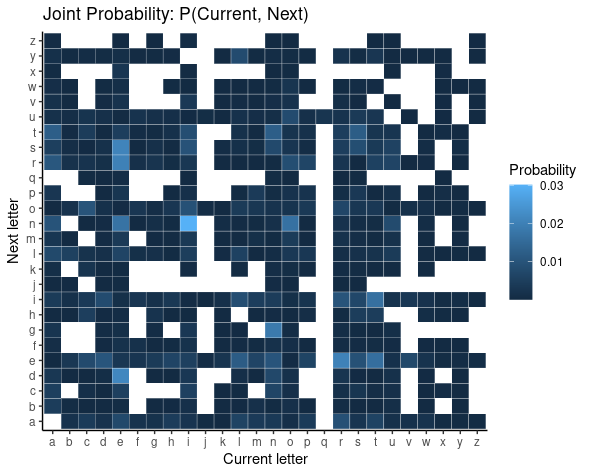 Joint Probability: P(Current, Next)
Next letter
z
y
x
w
v
u
t
s
r
q
p
o
n
m
l
k
j
i
h
g
f
e
d
c
b
a
a b c d e f g h i j k l m n o p q r s t u v w x y z
Current letter
Probability
0.03
0.02
0.01